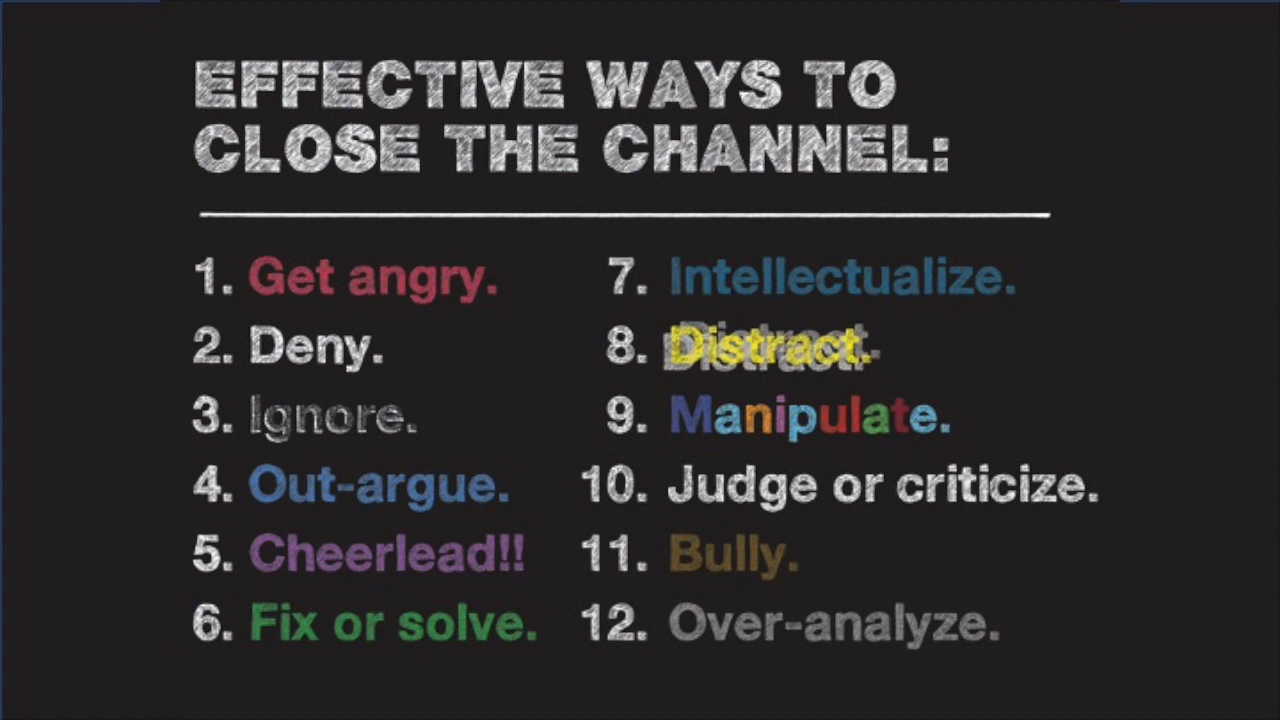 EFFECTIVE WAYS TO
CLOSE THE CHANNEL:
1. Get angry.
2. Deny.
3. Ignore.
4. Out-argue.
5. Cheerlead!!
6. Fix or solve.
7. Intellectualize.
8. Distract.
9. Manipulate.
10. Judge or criticize.
11. Bully.
12. Over-analyze.